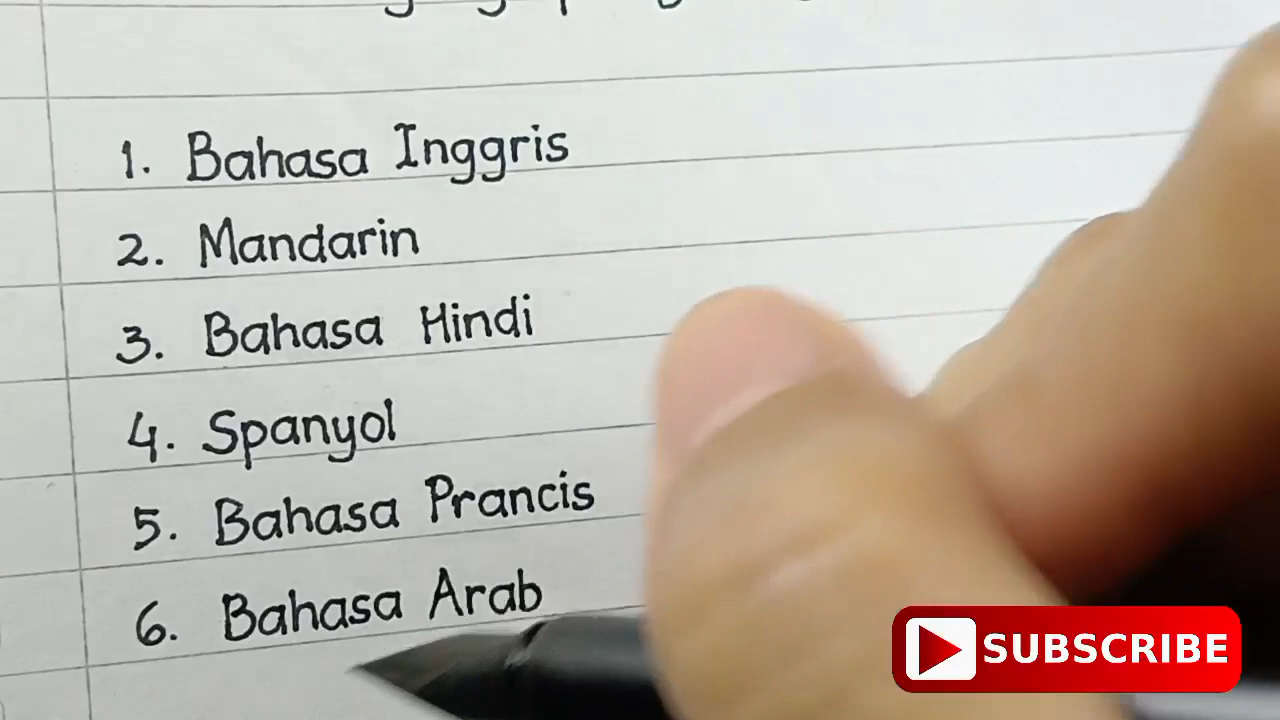 1. Bahasa Inggris
2. Mandarin
3. Bahasa Hindi
4. Spanyol
5. Bahasa Prancis
6. Bahasa Arab
SUBSCRIBE